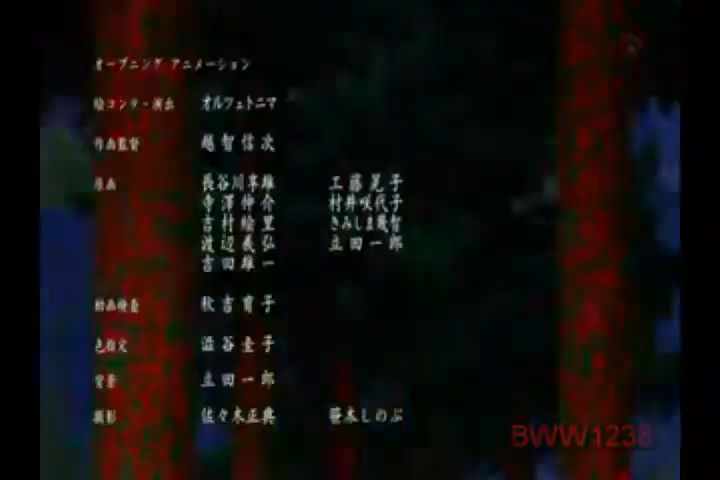 オープニング アニメーション
絵コンテ・演出 オルフェトニマ
作画監督 越智信次
原画 長谷川享雄 工藤晃子
寺澤伸介 村井咲代子
吉村絵里 きみしま幾智
渡辺義弘 立田一郎
吉田雄一
動画検査 秋吉育子
色指定 澁谷圭子
背景 立田一郎
撮影 佐々木正典 笹木しのぶ
BWW1238